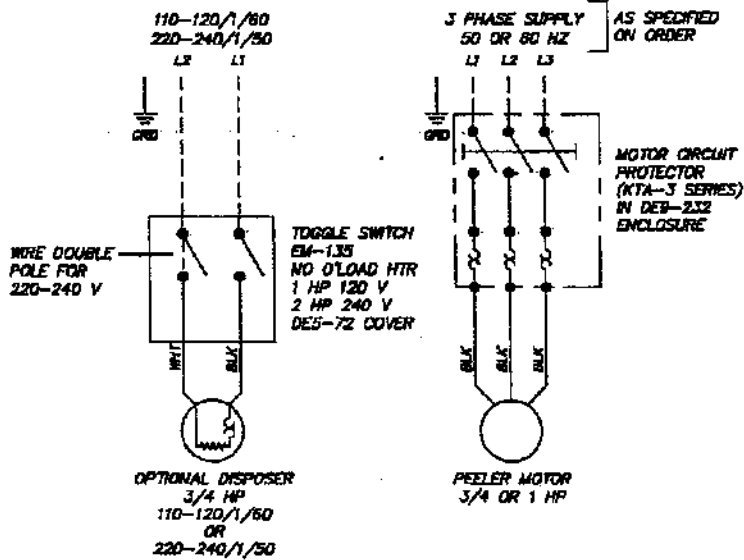 110-120/1/60
220-240/1/50
L2 L1
GRD
WIRE DOUBLE
POLE FOR
220-240 V
TOGGLE SWITCH
EM-135
NO O'LOAD HTR
1 HP 120 V
2 HP 240 V
DES-72 COVER
WHT
BLK
OPTIONAL DISPOSER
3/4 HP
110-120/1/60
OR
220-240/1/50
3 PHASE SUPPLY
50 OR 60 HZ
AS SPECIFIED
ON ORDER
L1 L2 L3
GRD
MOTOR CIRCUIT
PROTECTOR
(KTA-3 SERIES)
IN DE9-232
ENCLOSURE
BLK
BLK
BLK
PEELER MOTOR
3/4 OR 1 HP